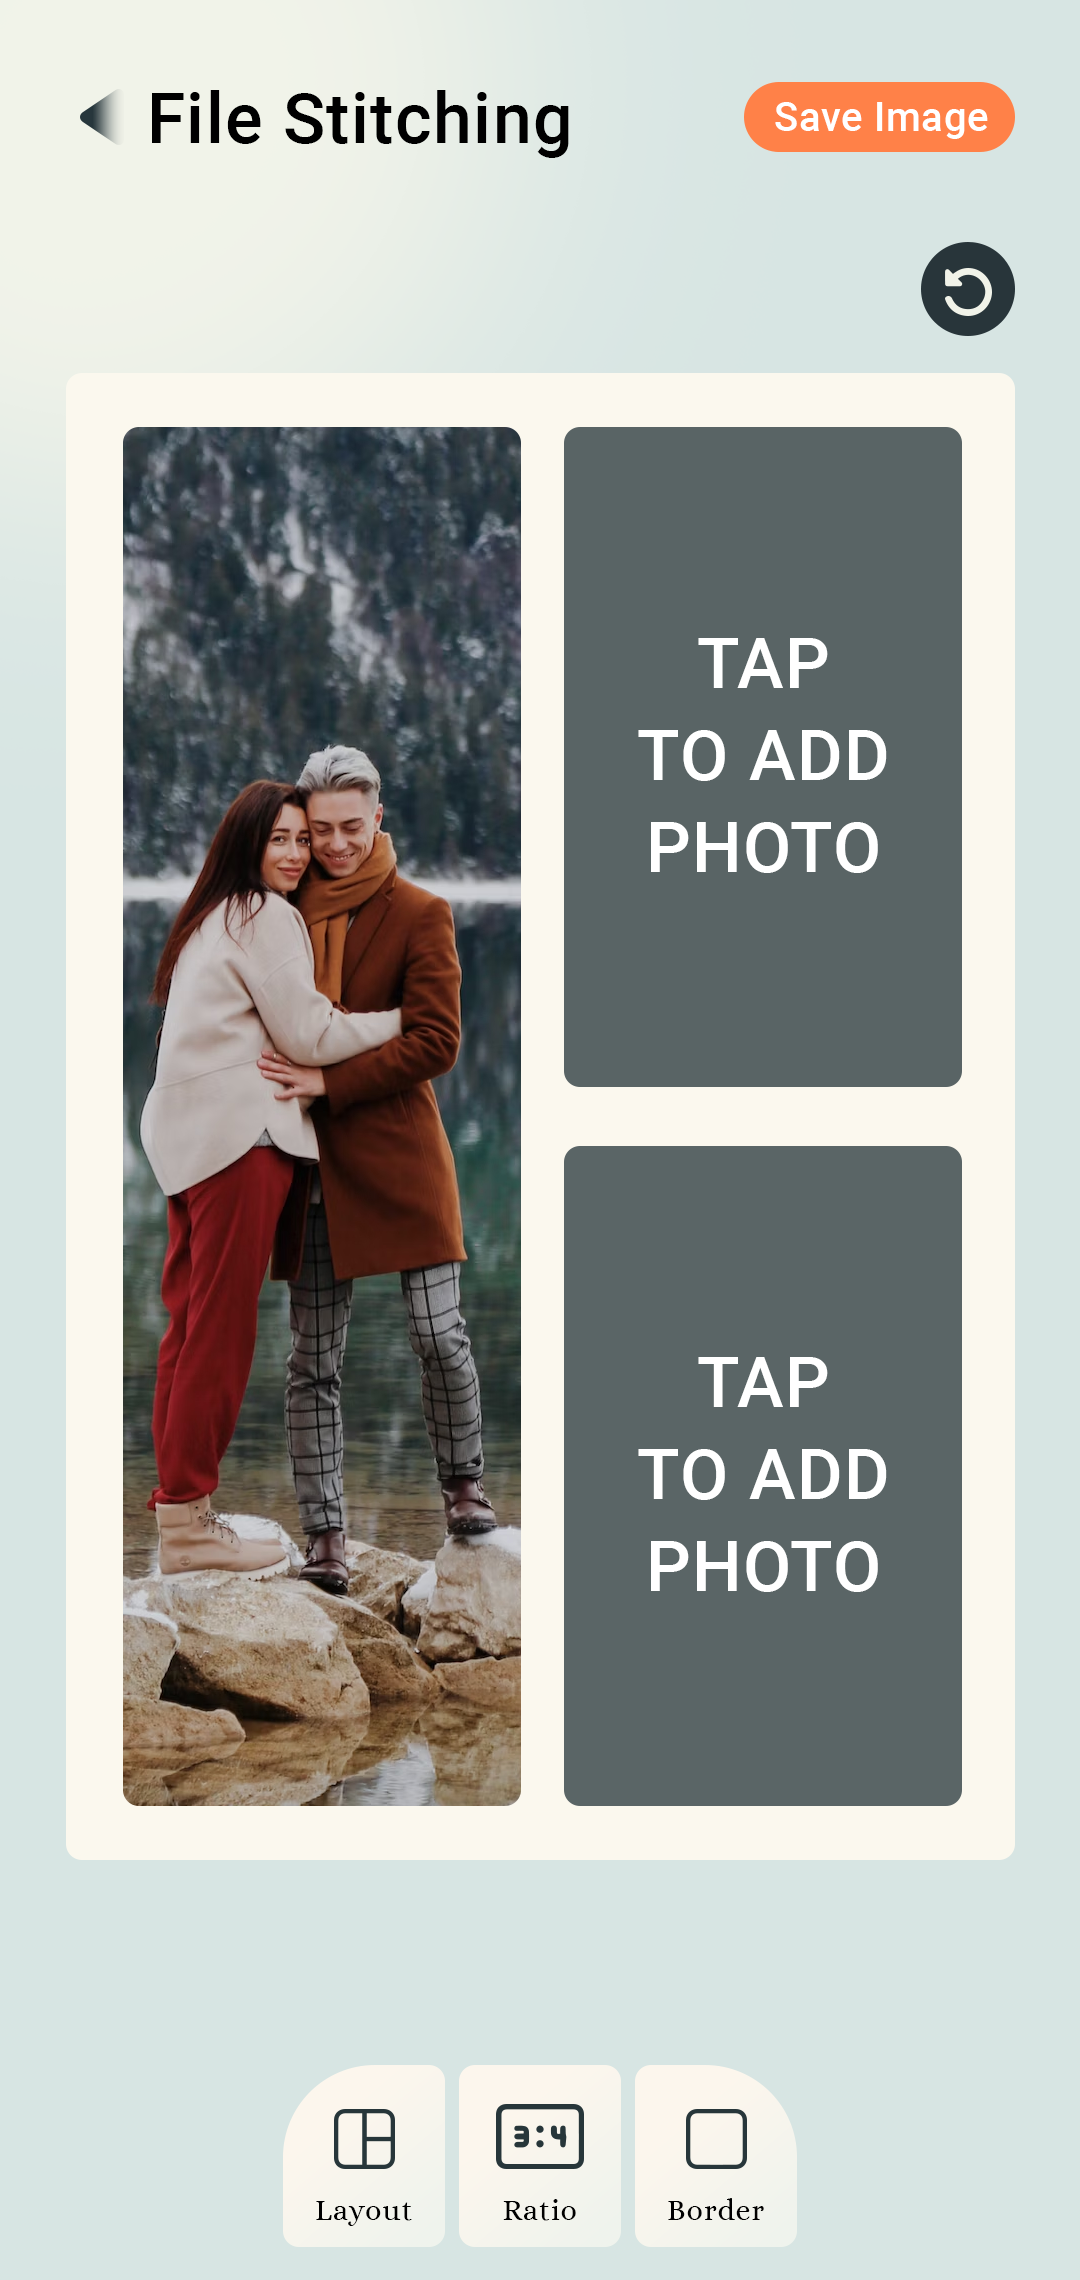 File Stitching
Save Image
TAP
TO ADD
PHOTO
TAP
TO ADD
PHOTO
3:4
Layout
Ratio
Border